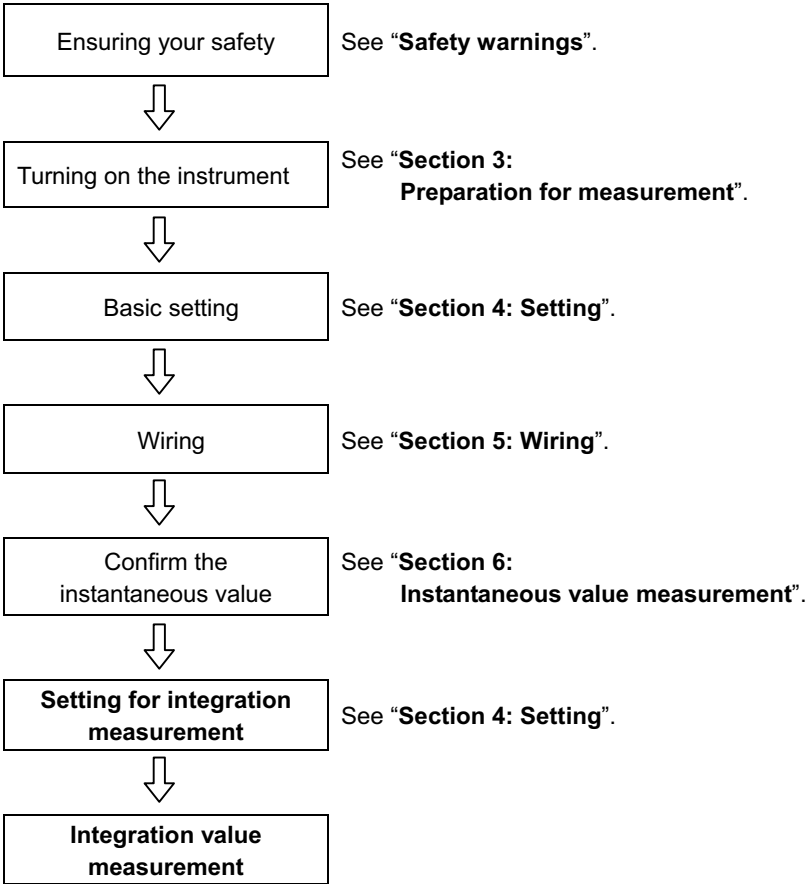 Ensuring your safety
See “Safety warnings”.
Turning on the instrument
See “Section 3:
Preparation for measurement”.
Basic setting
See “Section 4: Setting”.
Wiring
See “Section 5: Wiring”.
Confirm the
instantaneous value
See “Section 6:
Instantaneous value measurement”.
Setting for integration
measurement
See “Section 4: Setting”.
Integration value
measurement